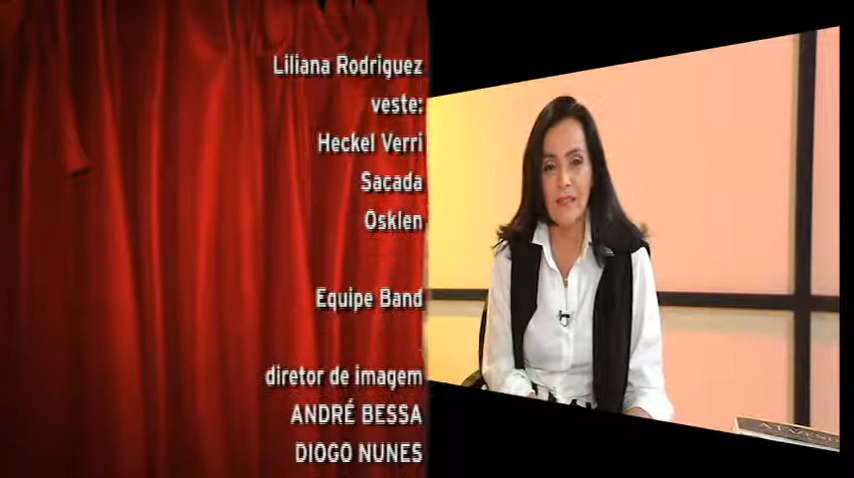 Liliana Rodriguez
veste:
Heckel Verri
Sacada
Osklen
Equipe Band
diretor de imagem
ANDRÉ BESSA
DIOGO NUNES